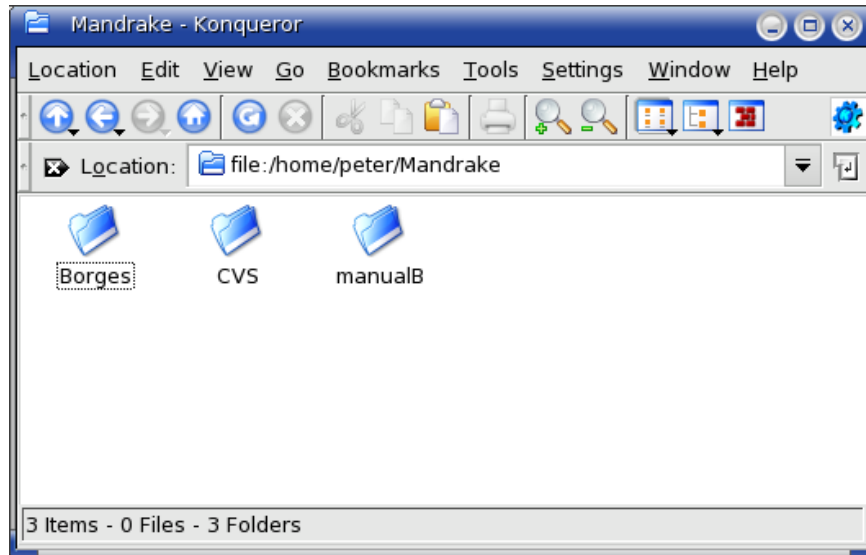 Mandrake - Konqueror
Location Edit View Go Bookmarks Tools Settings Window Help
Location: file:/home/peter/Mandrake
Borges CVS manualB
3 Items - 0 Files - 3 Folders